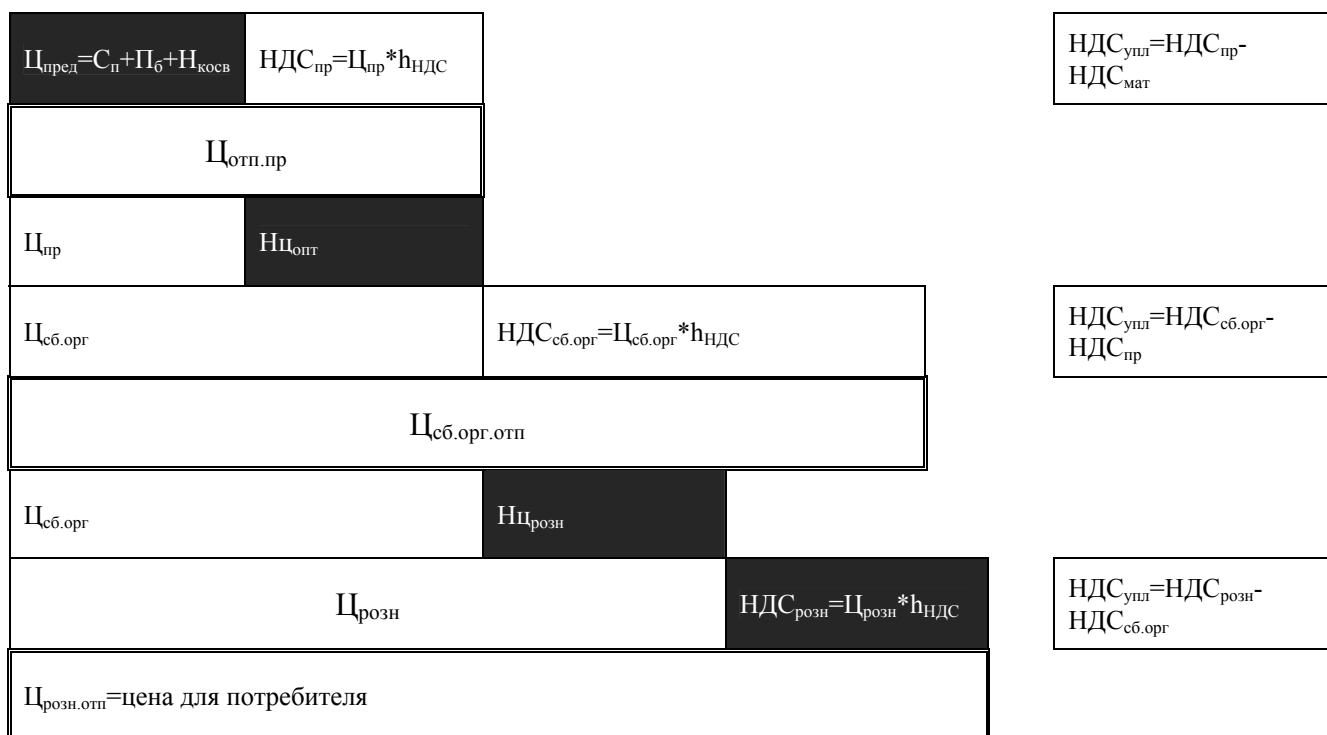 Цпред=Сп+Пб+Нкосв НДСпр=Цпр*hНДС НДСупл=НДСпр-
НДСмат
Цотп.пр
Цпр Нцопт
Цсб.орг НДСсб.орг=Цсб.орг*hНДС НДСупл=НДСсб.орг-
НДСпр
Цсб.орг.отп
Цсб.орг Нцрозн
Црозн НДСрозн=Црозн*hНДС НДСупл=НДСрозн-
НДСсб.орг
Црозн.отп=цена для потребителя